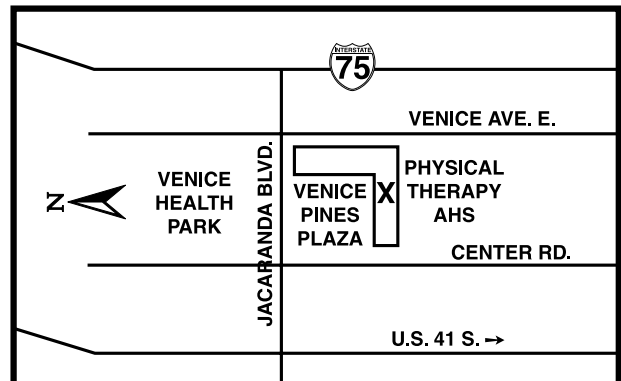 INTERSTATE
75
VENICE AVE. E.
JACARANDA BLVD.
N
VENICE
HEALTH
PARK
VENICE
PINES
PLAZA
X
PHYSICAL
THERAPY
AHS
CENTER RD.
U.S. 41 S. →